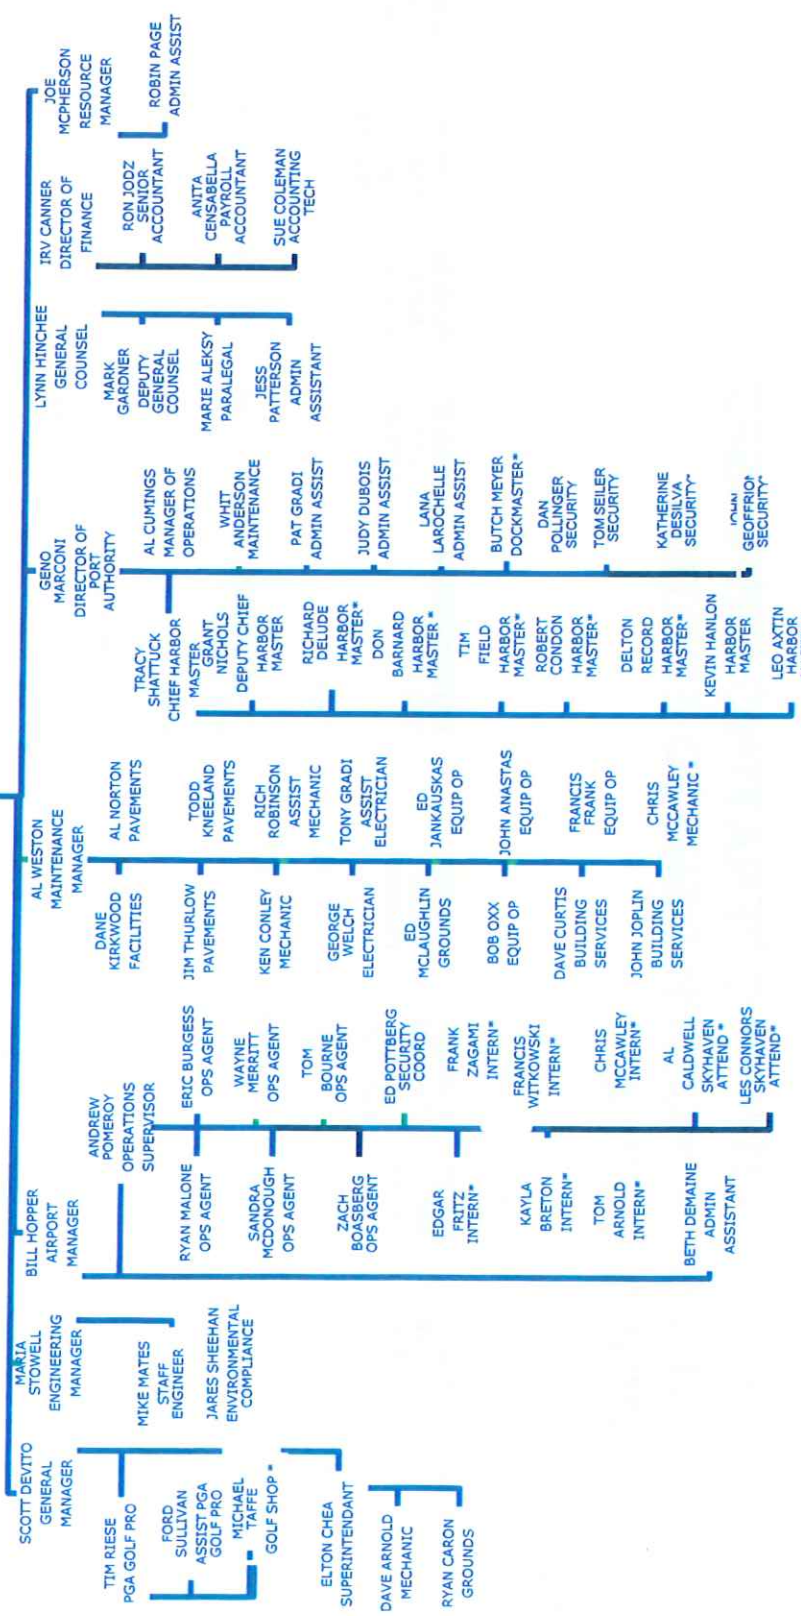 SCOTT DEVITO
GENERAL
MANAGER
TIM RIESE
PGA GOLF PRO
FORD
SULLIVAN
ASSIST PGA
GOLF PRO
MICHAEL
TAFFE
GOLF SHOP *
ELTON CHEA
SUPERINTENDANT
DAVE ARNOLD
MECHANIC
RYAN CARON
GROUNDS
MARIA
STOWELL
ENGINEERING
MANAGER
MIKE MATES
STAFF
ENGINEER
JARES SHEEHAN
ENVIRONMENTAL
COMPLIANCE
BILL HOPPER
AIRPORT
MANAGER
ANDREW
POMEROY
OPERATIONS
SUPERVISOR
RYAN MALONE
OPS AGENT
SANDRA
MCDONOUGH
OPS AGENT
ZACH
BOASBERG
OPS AGENT
EDGAR
FRITZ
INTERN*
KAYLA
BRETON
INTERN*
TOM
ARNOLD
INTERN*
BETH DEMAINE
ADMIN
ASSISTANT
ERIC BURGESS
OPS AGENT
WAYNE
MERRITT
OPS AGENT
TOM
BOURNE
OPS AGENT
ED POTTBERG
SECURITY
COORD
FRANK
ZAGAMI
INTERN*
FRANCIS
WITKOWSKI
INTERN*
CHRIS
MCCAWLEY
INTERN*
AL
CALDWELL
SKYHAVEN
ATTEND *
LES CONNORS
SKYHAVEN
ATTEND*
AL WESTON
MAINTENANCE
MANAGER
DANE
KIRKWOOD
FACILITIES
JIM THURLOW
PAVEMENTS
KEN CONLEY
MECHANIC
GEORGE
WELCH
ELECTRICIAN
ED
MCLAUGHLIN
GROUNDS
BOB OXX
EQUIP OP
DAVE CURTIS
BUILDING
SERVICES
JOHN JOPLIN
BUILDING
SERVICES
AL NORTON
PAVEMENTS
TODD
KNEELAND
PAVEMENTS
RICH
ROBINSON
ASSIST
MECHANIC
TONY GRADI
ASSIST
ELECTRICIAN
ED
JANKAUSKAS
EQUIP OP
JOHN ANASTAS
EQUIP OP
FRANCIS
FRANK
EQUIP OP
CHRIS
MCCAWLEY
MECHANIC *
GENO
MARCONI
DIRECTOR OF
PORT
AUTHORITY
TRACY
SHATTUCK
CHIEF HARBOR
MASTER
GRANT
NICHOLS
DEPUTY CHIEF
HARBOR
MASTER
RICHARD
DELUDE
HARBOR
MASTER*
DON
BARNARD
HARBOR
MASTER *
TIM
FIELD
HARBOR
MASTER*
ROBERT
CONDON
HARBOR
MASTER*
DELTON
RECORD
HARBOR
MASTER*
KEVIN HANLON
HARBOR
MASTER
LEO AXTIN
HARBOR
AL CUMINGS
MANAGER OF
OPERATIONS
WHIT
ANDERSON
MAINTENANCE
PAT GRADI
ADMIN ASSIST
JUDY DUBOIS
ADMIN ASSIST
LANA
LAROCHELLE
ADMIN ASSIST
BUTCH MEYER
DOCKMASTER*
DAN
POLLINGER
SECURITY
TOM SEILER
SECURITY
KATHERINE
DESILVA
SECURITY*
JOHN
GEOFFRION
SECURITY*
LYNN HINCHEE
GENERAL
COUNSEL
MARK
GARDNER
DEPUTY
GENERAL
COUNSEL
MARIE ALEKSY
PARALEGAL
JESS
PATTERSON
ADMIN
ASSISTANT
IRV CANNER
DIRECTOR OF
FINANCE
RON JODZ
SENIOR
ACCOUNTANT
ANITA
CENSABELLA
PAYROLL
ACCOUNTANT
SUE COLEMAN
ACCOUNTING
TECH
JOE
MCPHERSON
RESOURCE
MANAGER
ROBIN PAGE
ADMIN ASSIST